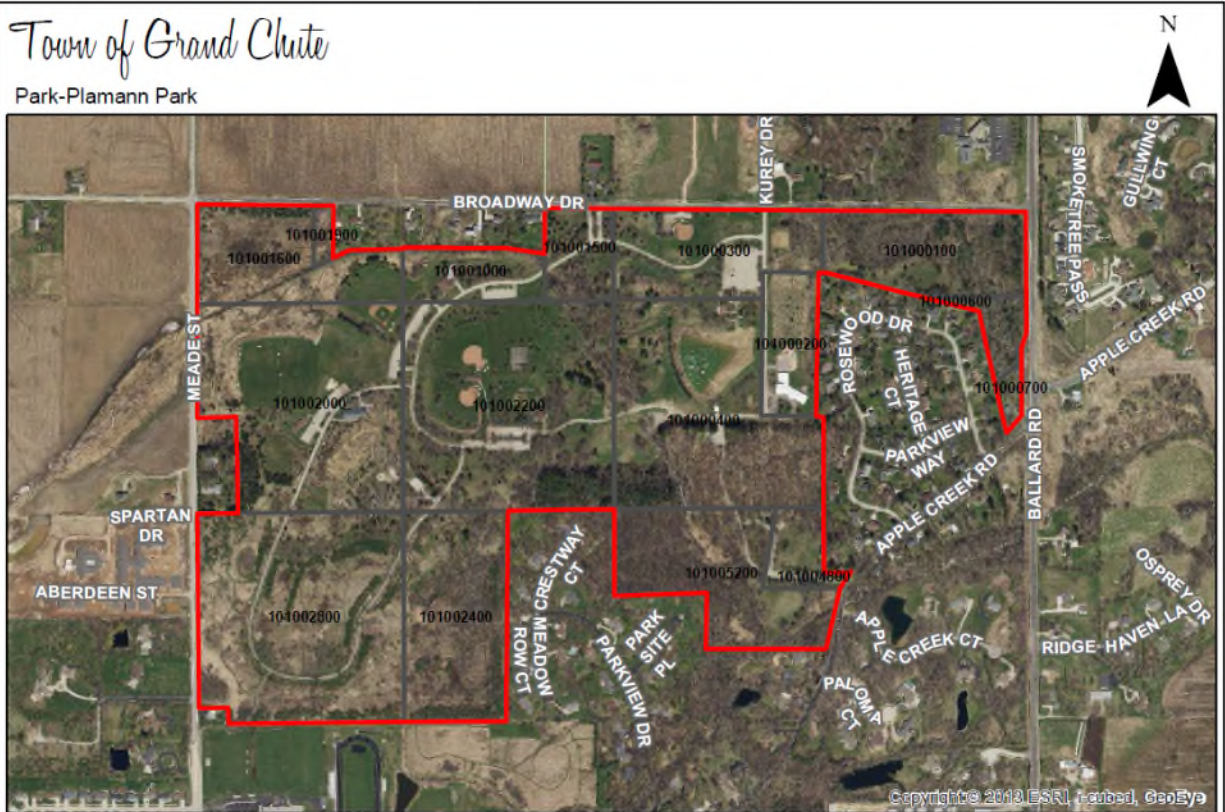 Town of Grand Chute
N
Park-Plamann Park
KUREY DR
SMOKETREE PASS
GULLWING
CT
BROADWAY DR
101001900
101001600
101001500
101001000
101000300
101000100
101000600
ROSEWOOD DR
104000200
HERITAGE
CT
MEADE ST
APPLE CREEK RD
101000700
101002000
101002200
101000400
PARKVIEW
WAY
BALLARD RD
APPLE CREEK RD
SPARTAN
DR
ABERDEEN ST
101002800
101002400
CRESTWAY
CT
MEADOW
ROW CT
101005200
101004800
PARK
SITE
PL
PARKVIEW DR
APPLE CREEK CT
PALOMA
CT
OSPREY DR
RIDGE-HAVEN-LA
Copyright:© 2013 ESRI, i-cubed, GeoEye